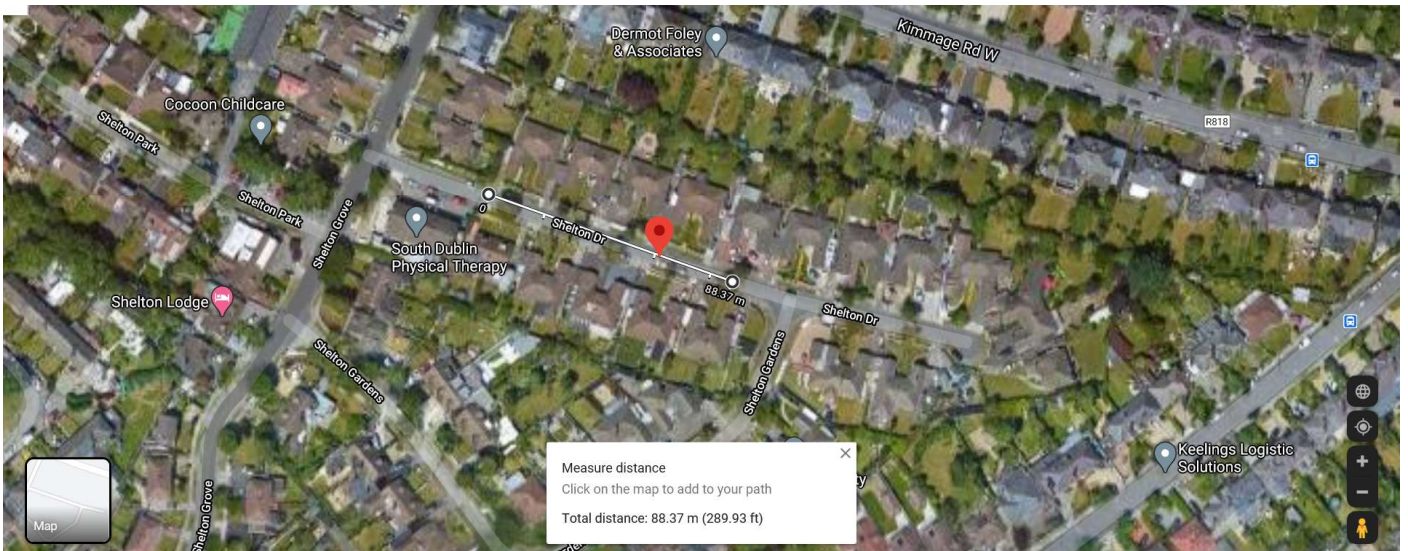 Dermot Foley
& Associates
Kimmage Rd W
R818
Cocoon Childcare
Shelton Park
Shelton Park
Shelton Grove
0
Shelton Dr
88.37 m
South Dublin
Physical Therapy
Shelton Lodge
Shelton Dr
Shelton Gardens
Shelton Gardens
Shelton Grove
Keelings Logistic
Solutions
Measure distance
Click on the map to add to your path
Total distance: 88.37 m (289.93 ft)
Map